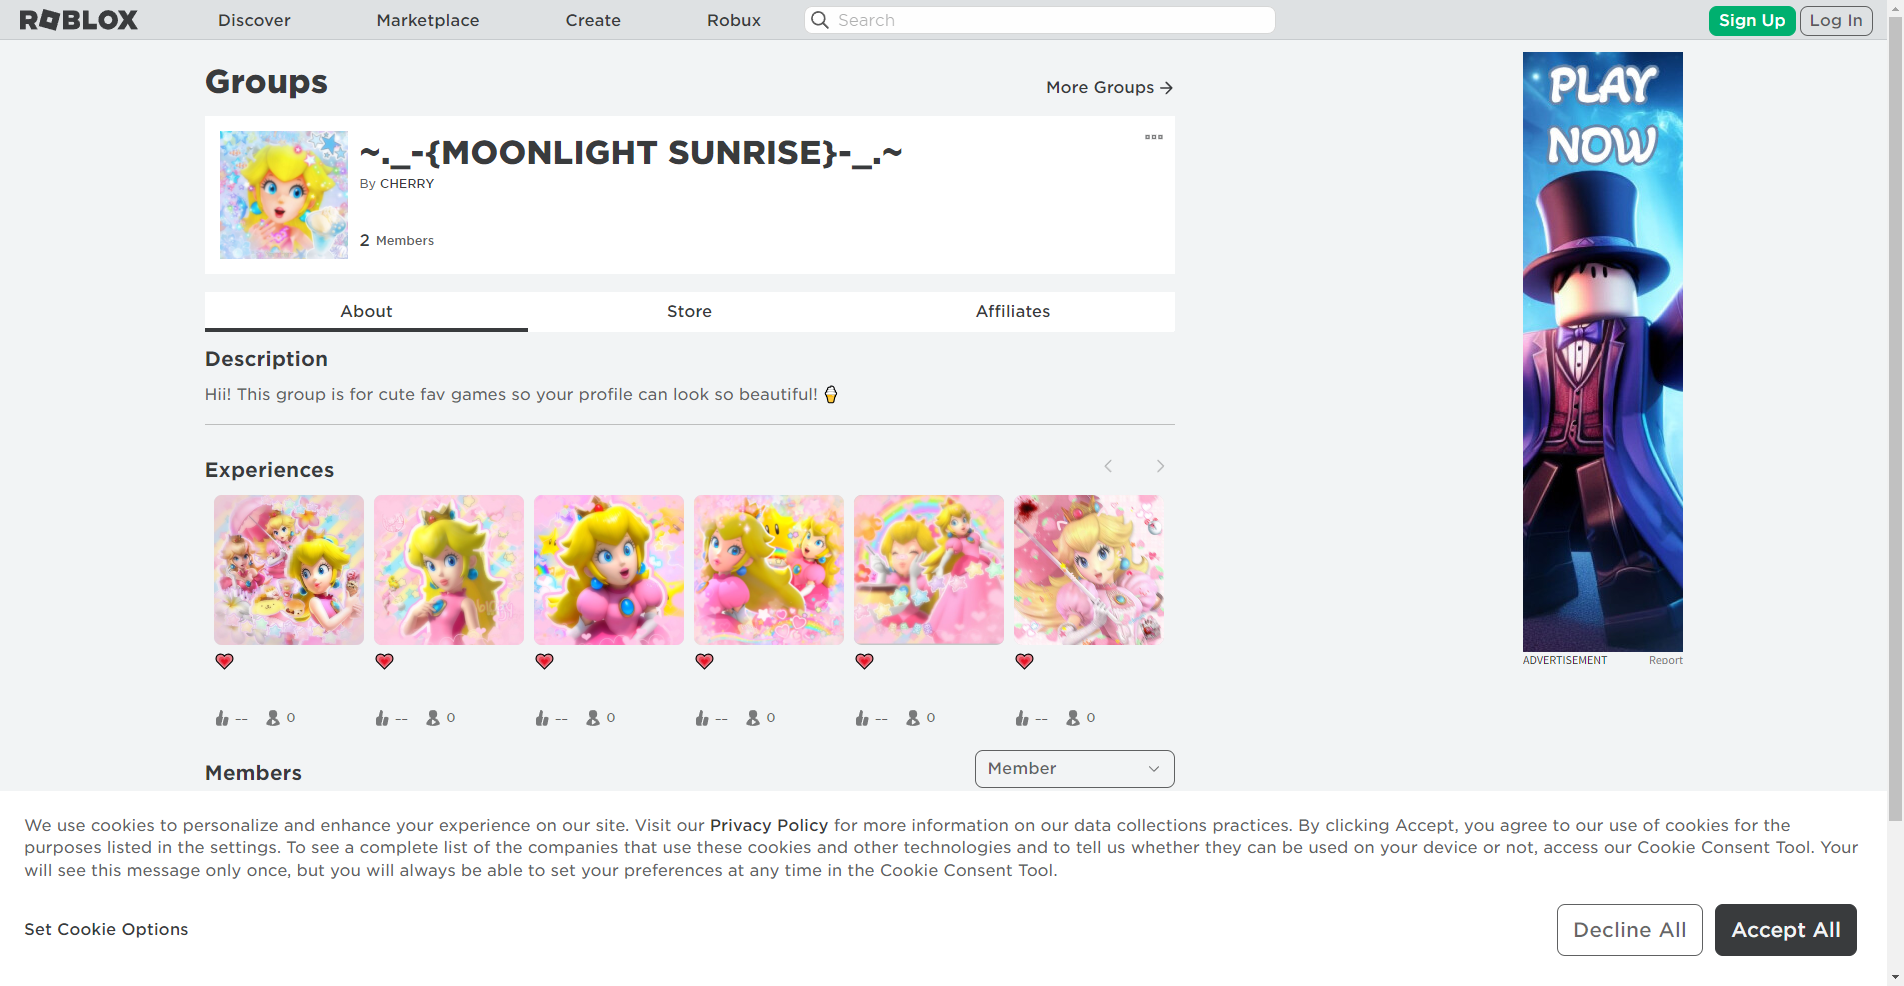 ROBLOX Discover Marketplace Create Robux Search Sign Up Log In
Groups
More Groups →
~._-{MOONLIGHT SUNRISE}-_.~
By CHERRY
2 Members
About Store Affiliates
Description
Hii! This group is for cute fav games so your profile can look so beautiful! 🍦
Experiences
💗 💗 💗 💗 💗 💗
-- 0 -- 0 -- 0 -- 0 -- 0 -- 0
Members
Member
PLAY
NOW
ADVERTISEMENT Report
We use cookies to personalize and enhance your experience on our site. Visit our Privacy Policy for more information on our data collections practices. By clicking Accept, you agree to our use of cookies for the
purposes listed in the settings. To see a complete list of the companies that use these cookies and other technologies and to tell us whether they can be used on your device or not, access our Cookie Consent Tool. Your
will see this message only once, but you will always be able to set your preferences at any time in the Cookie Consent Tool.
Set Cookie Options
Decline All Accept All